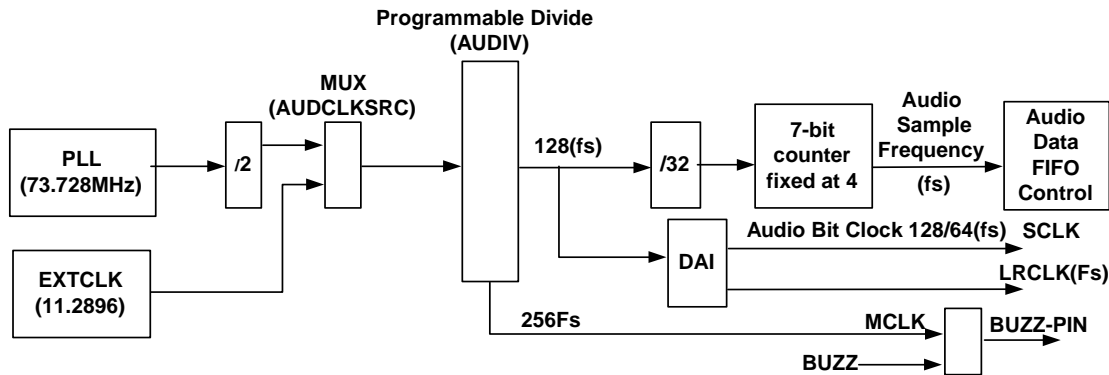 Programmable Divide
(AUDIV)
MUX
(AUDCLKSRC)
PLL
(73.728MHz)
/2
EXTCLK
(11.2896)
128(fs)
/32
7-bit
counter
fixed at 4
Audio
Sample
Frequency
(fs)
Audio
Data
FIFO
Control
DAI
Audio Bit Clock 128/64(fs)
SCLK
LRCLK(Fs)
256Fs
MCLK
BUZZ
BUZZ-PIN